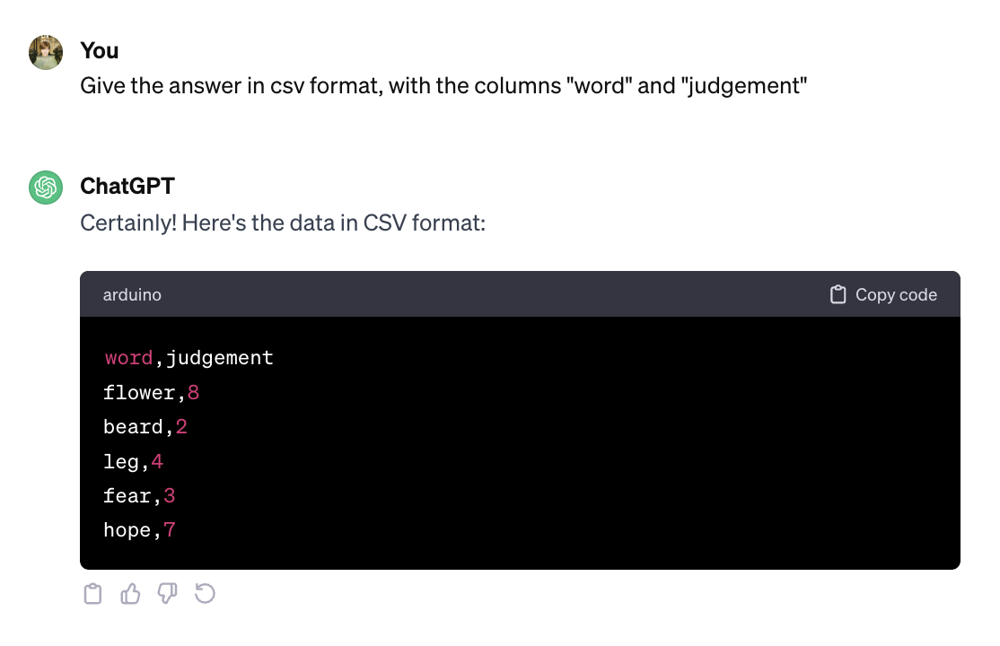 You
Give the answer in csv format, with the columns "word" and "judgement"
ChatGPT
Certainly! Here's the data in CSV format:
arduino
Copy code
word,judgement
flower,8
beard,2
leg,4
fear,3
hope,7